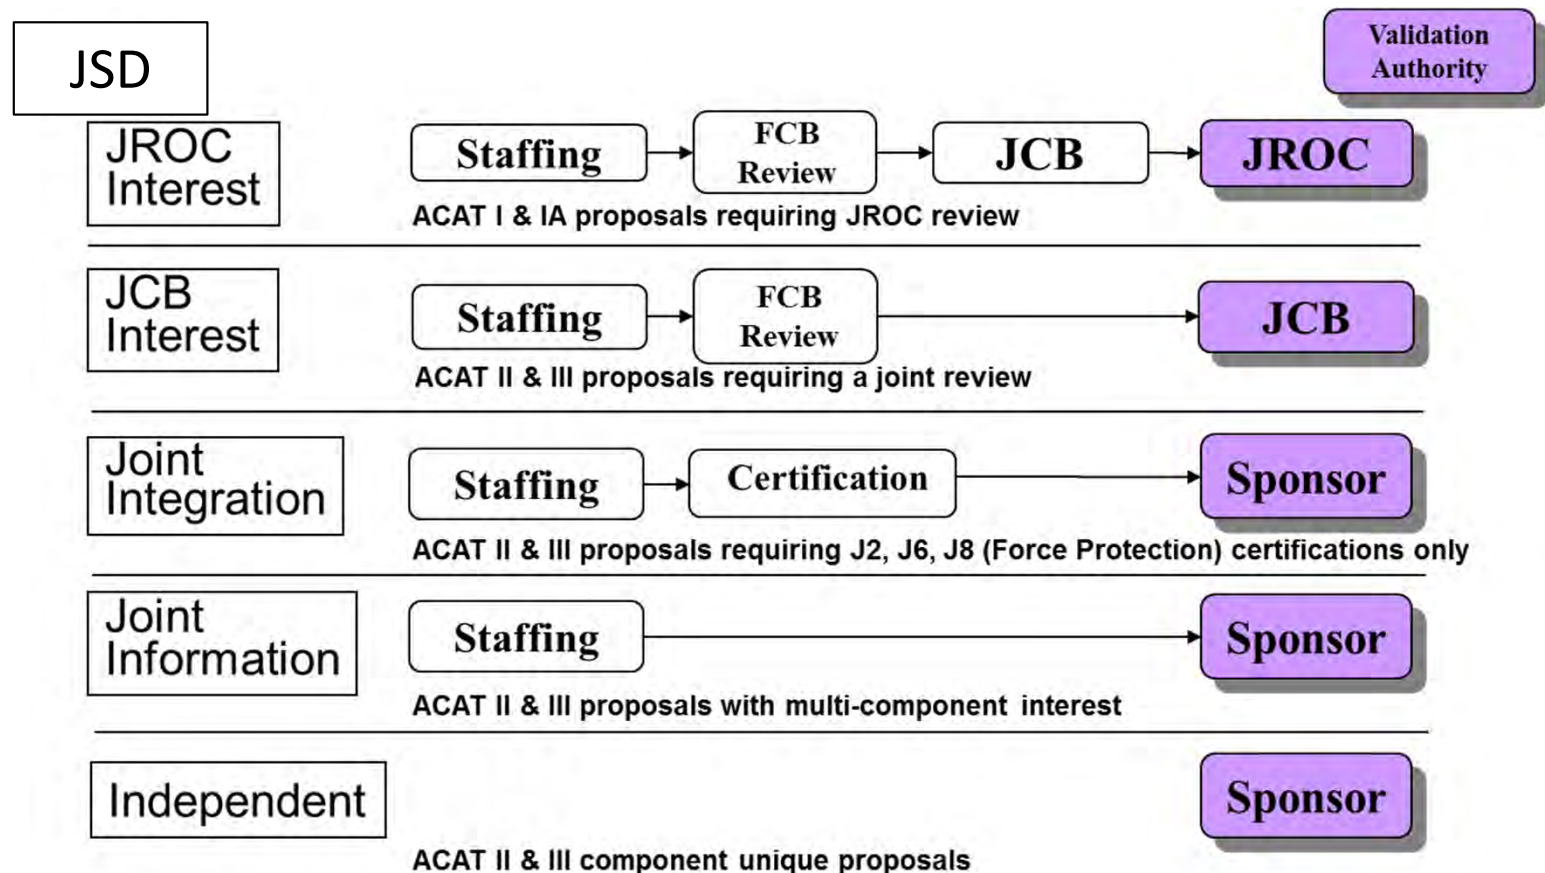 JSD
Validation
Authority
JROC
Interest
Staffing
FCB
Review
JCB
JROC
ACAT I & IA proposals requiring JROC review
JCB
Interest
Staffing
FCB
Review
JCB
ACAT II & III proposals requiring a joint review
Joint
Integration
Staffing
Certification
Sponsor
ACAT II & III proposals requiring J2, J6, J8 (Force Protection) certifications only
Joint
Information
Staffing
Sponsor
ACAT II & III proposals with multi-component interest
Independent
Sponsor
ACAT II & III component unique proposals